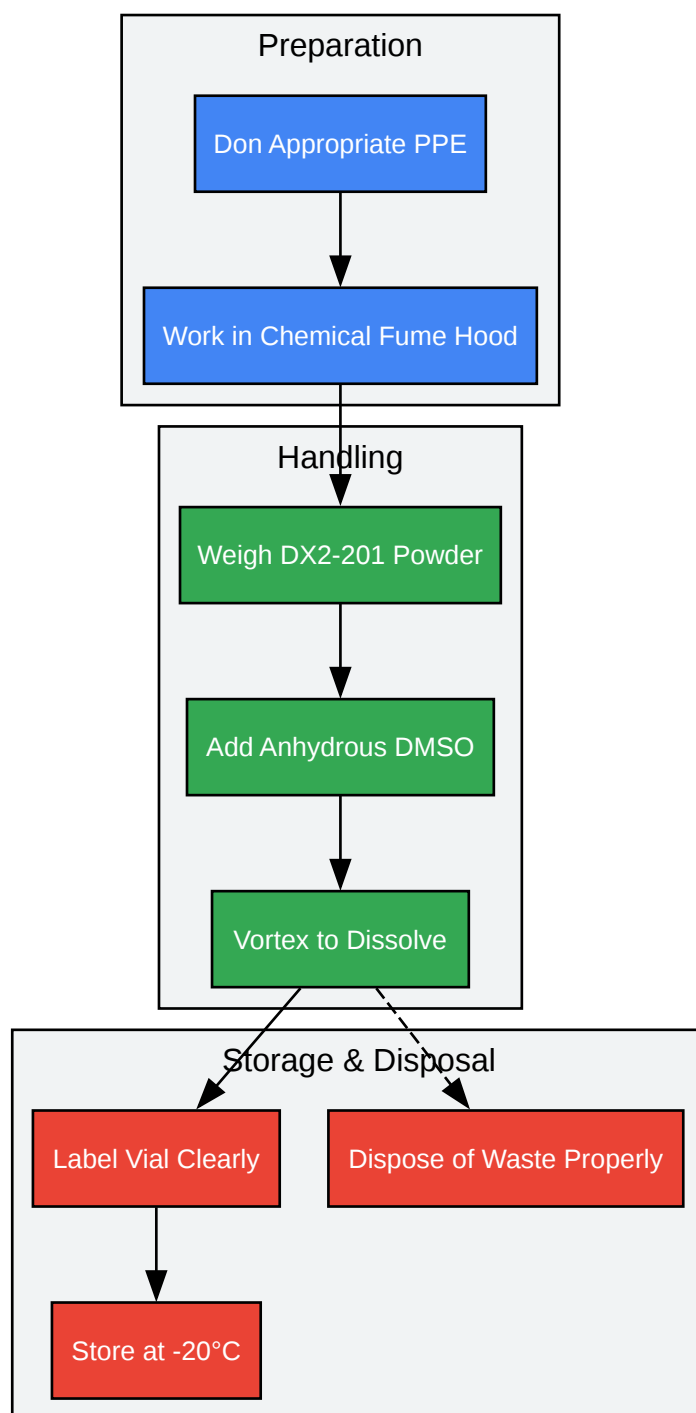 Preparation
Don Appropriate PPE
Work in Chemical Fume Hood
Handling
Weigh DX2-201 Powder
Add Anhydrous DMSO
Vortex to Dissolve
Storage & Disposal
Label Vial Clearly
Dispose of Waste Properly
Store at -20°C